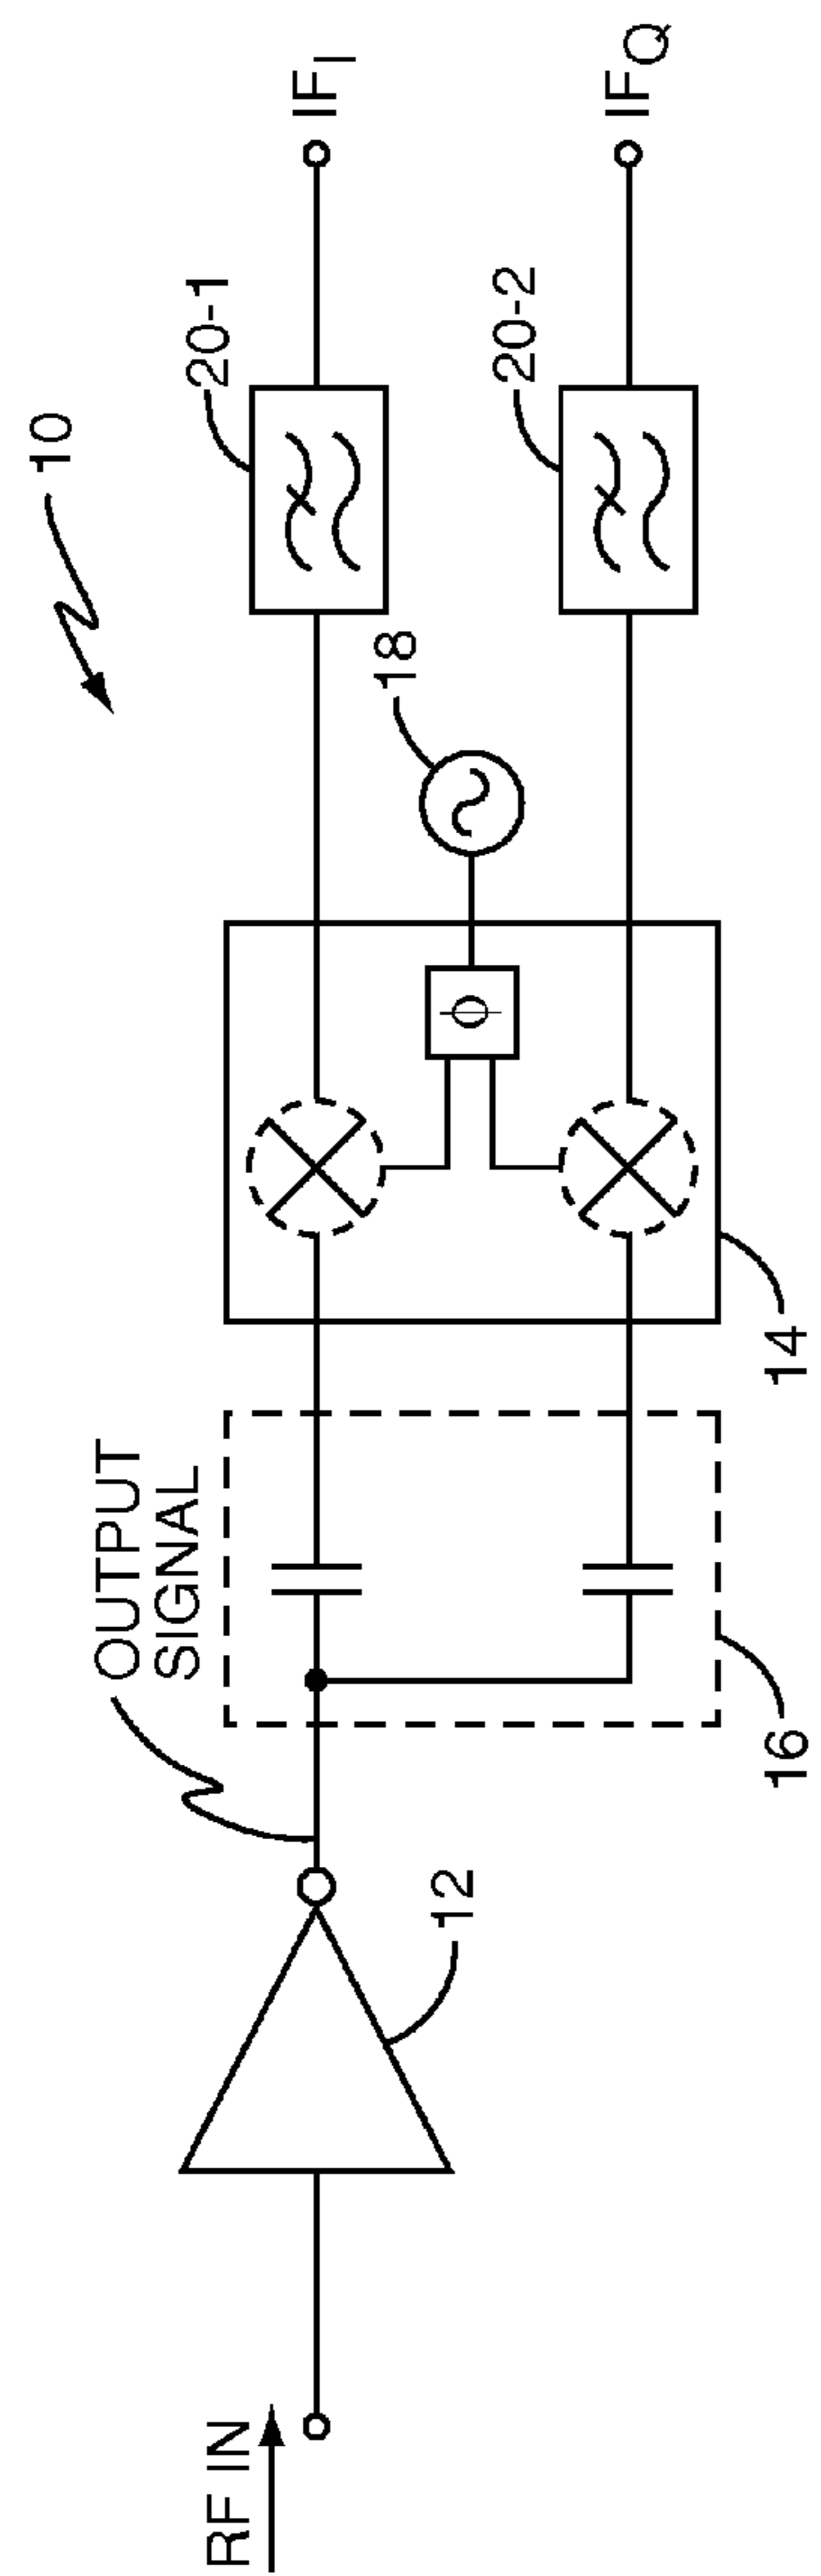 10
RF IN
12
OUTPUT
SIGNAL
16
14
ϕ
18
20-1
20-2
IF_I
IF_Q